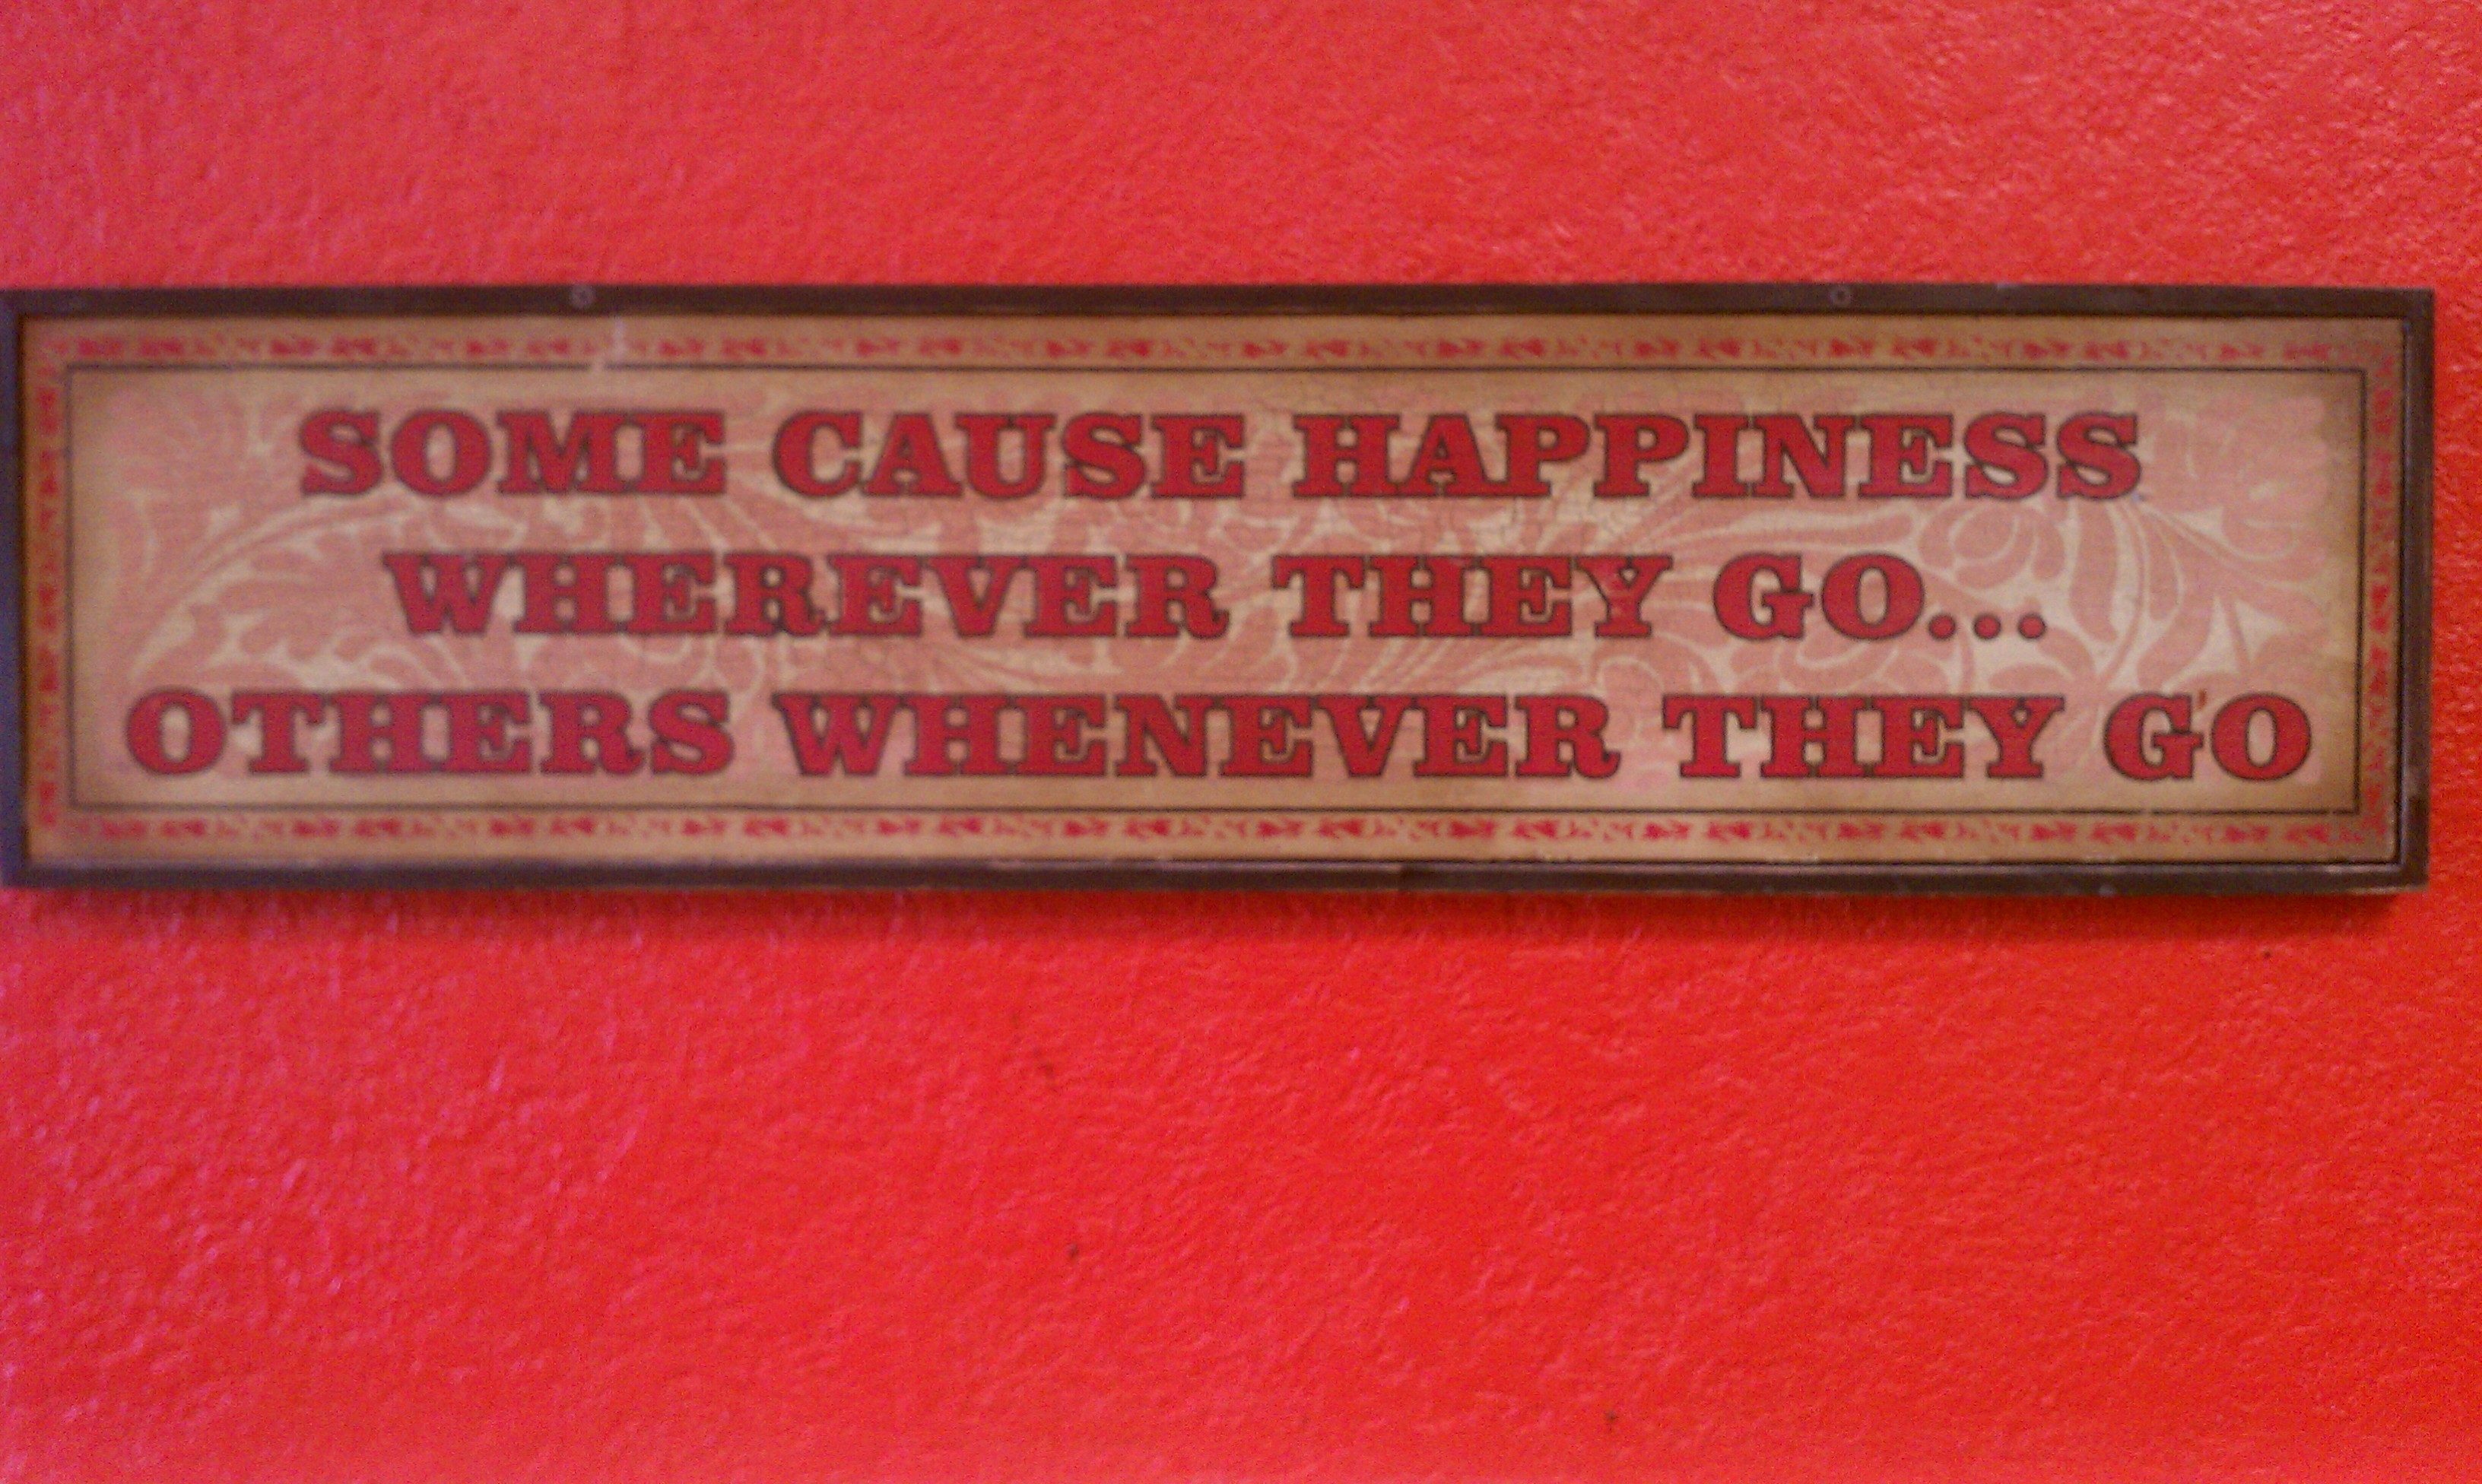 SOME CAUSE HAPPINESS
WHEREVER THEY GO...
OTHERS WHENEVER THEY GO